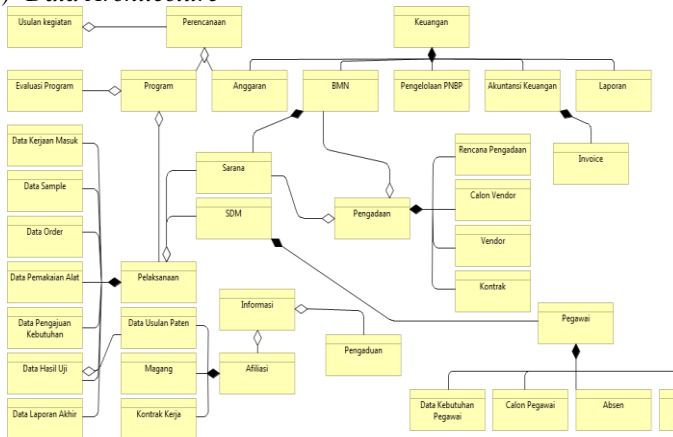 ) Data Architecture
Usulan kegiatan
Perencanaan
Keuangan
Evaluasi Program
Program
Anggaran
BMN
Pengelolaan PNBP
Akuntansi Keuangan
Laporan
Data Kerjaan Masuk
Rencana Pengadaan
Invoice
Sarana
Data Sample
Calon Vendor
SDM
Pengadaan
Data Order
Vendor
Data Pemakaian Alat
Pelaksanaan
Kontrak
Informasi
Pegawai
Data Pengajuan
Kebutuhan
Data Usulan Paten
Pengaduan
Data Hasil Uji
Magang
Afiliasi
Data Laporan Akhir
Kontrak Kerja
Data Kebutuhan
Pegawai
Calon Pegawai
Absen